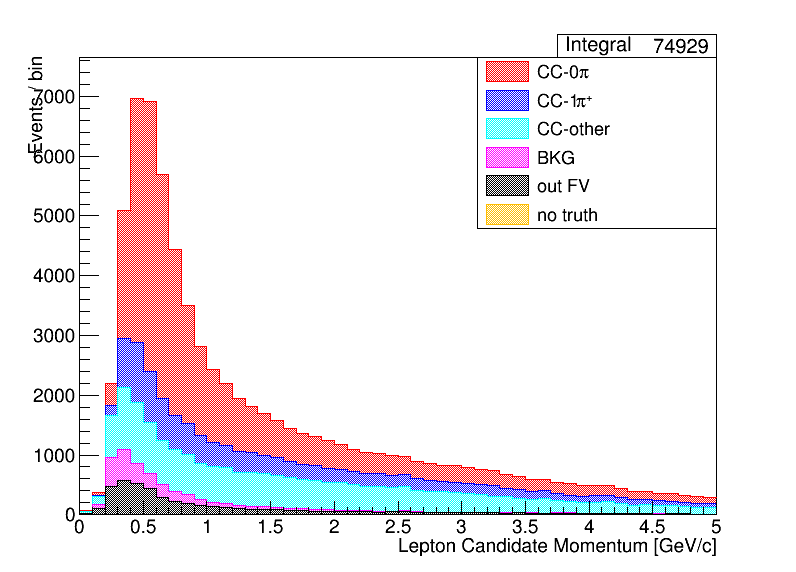 Integral 74929
Events / bin
CC-0π
CC-1π⁺
CC-other
BKG
out FV
no truth
7000
6000
5000
4000
3000
2000
1000
0
0 0.5 1 1.5 2 2.5 3 3.5 4 4.5 5
Lepton Candidate Momentum [GeV/c]